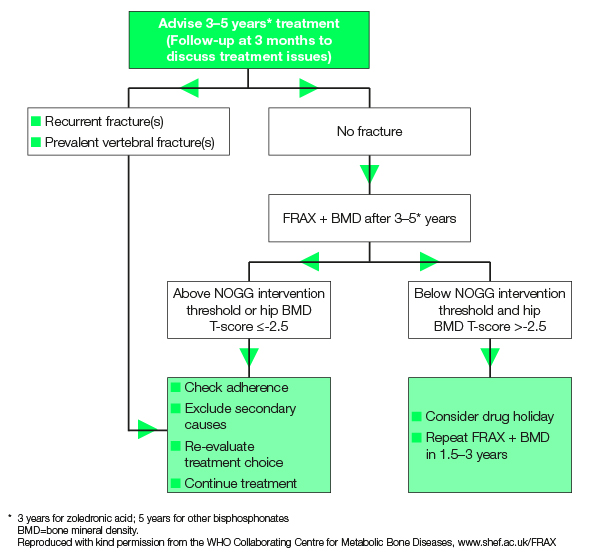 Advise 3–5 years* treatment
(Follow-up at 3 months to
discuss treatment issues)
Recurrent fracture(s)
Prevalent vertebral fracture(s)
No fracture
FRAX + BMD after 3–5* years
Above NOGG intervention
threshold or hip BMD
T-score ≤-2.5
Below NOGG intervention
threshold and hip
BMD T-score >-2.5
Check adherence
Exclude secondary
causes
Re-evaluate
treatment choice
Continue treatment
Consider drug holiday
Repeat FRAX + BMD
in 1.5–3 years
* 3 years for zoledronic acid; 5 years for other bisphosphonates
BMD=bone mineral density.
Reproduced with kind permission from the WHO Collaborating Centre for Metabolic Bone Diseases, www.shef.ac.uk/FRAX